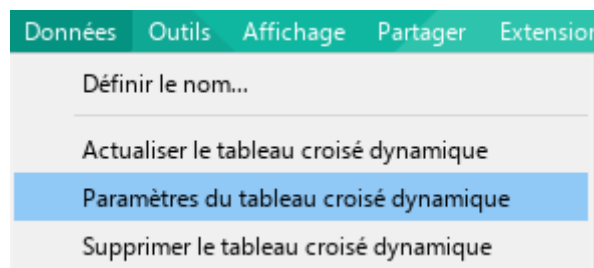 Données Outils Affichage Partager Extension
Définir le nom...
Actualiser le tableau croisé dynamique
Paramètres du tableau croisé dynamique
Supprimer le tableau croisé dynamique